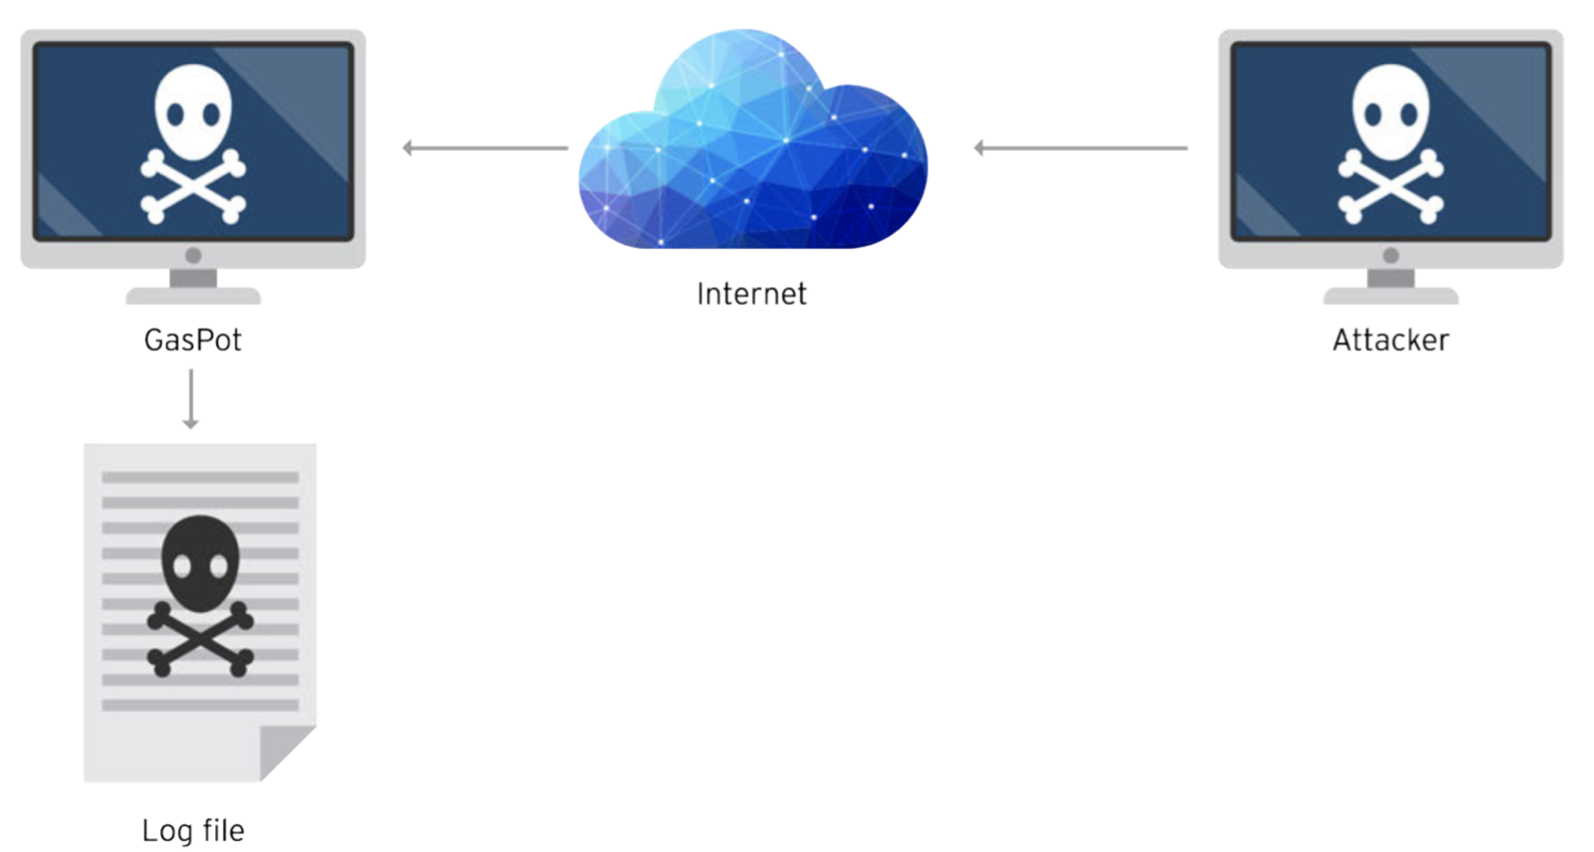 Internet
GasPot
Attacker
Log file